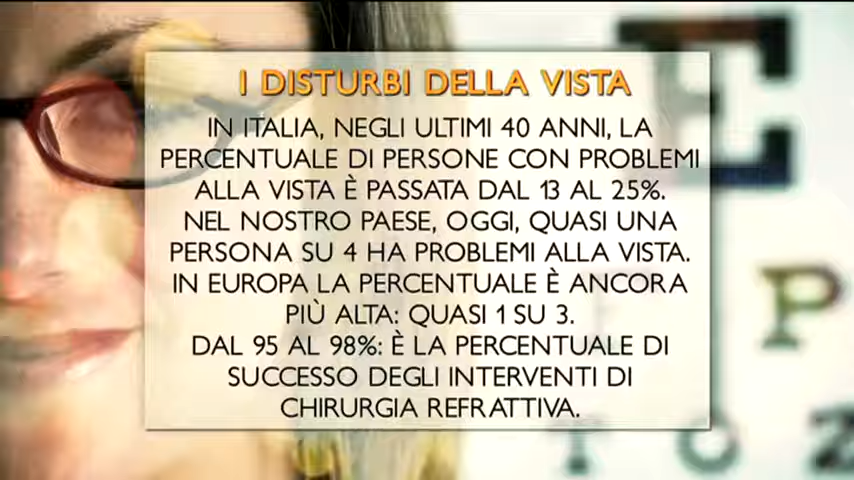 I DISTURBI DELLA VISTA
IN ITALIA, NEGLI ULTIMI 40 ANNI, LA
PERCENTUALE DI PERSONE CON PROBLEMI
ALLA VISTA È PASSATA DAL 13 AL 25%.
NEL NOSTRO PAESE, OGGI, QUASI UNA
PERSONA SU 4 HA PROBLEMI ALLA VISTA.
IN EUROPA LA PERCENTUALE È ANCORA
PIÙ ALTA: QUASI 1 SU 3.
DAL 95 AL 98%: È LA PERCENTUALE DI
SUCCESSO DEGLI INTERVENTI DI
CHIRURGIA REFRATTIVA.
E
P
T O Z